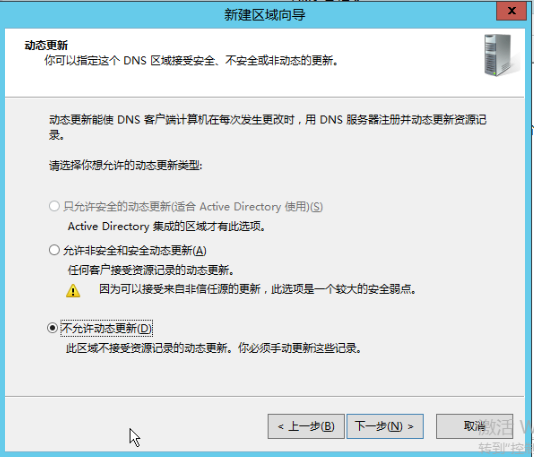 新建区域向导
x
动态更新
你可以指定这个 DNS 区域接受安全、不安全或非动态的更新。
动态更新能使 DNS 客户端计算机在每次发生更改时，用 DNS 服务器注册并动态更新资源记
录。
请选择你想允许的动态更新类型:
只允许安全的动态更新(适合 Active Directory 使用)(S)
Active Directory 集成的区域才有此选项。
允许非安全和安全动态更新(A)
任何客户接受资源记录的动态更新。
因为可以接受来自非信任源的更新，此选项是一个较大的安全弱点。
不允许动态更新(D)
此区域不接受资源记录的动态更新。你必须手动更新这些记录。
< 上一步(B) 下一步(N) > 取消
激活 W
转到"控